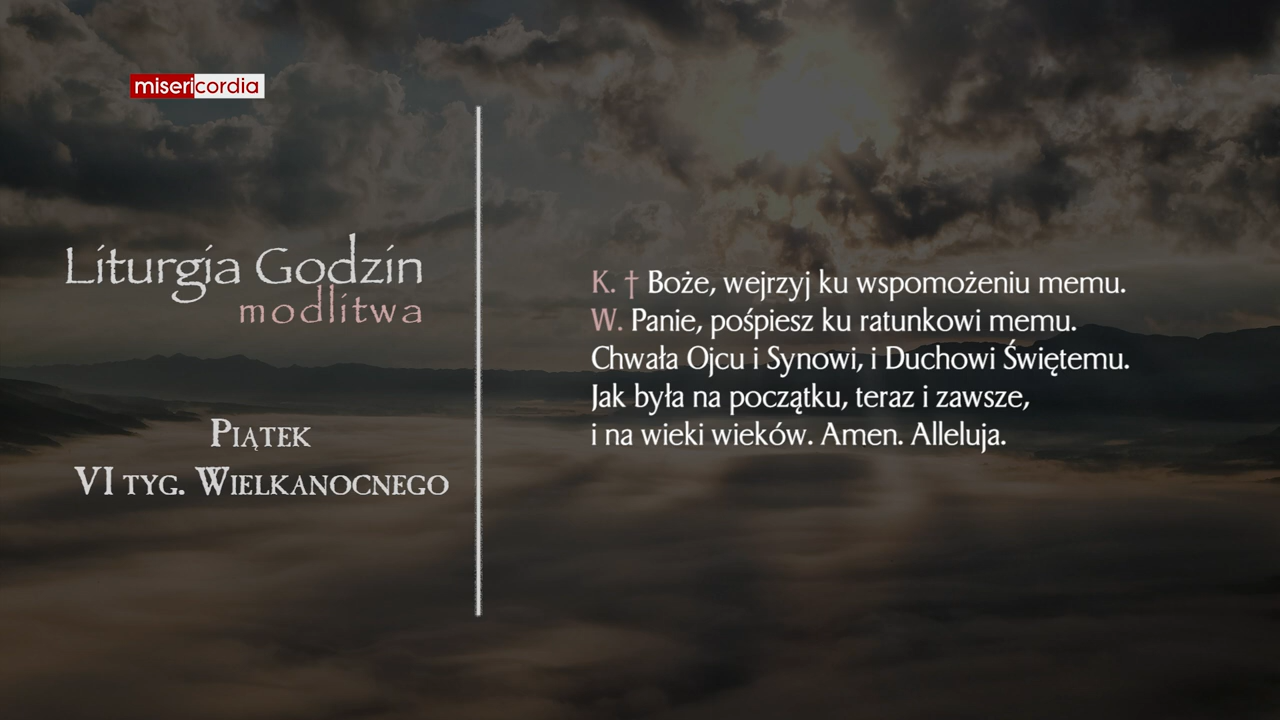 misericordia
Liturgia Godzin
modlitwa
Piątek
VI tyg. Wielkanocnego
K. † Boże, wejrzyj ku wspomożeniu memu.
W. Panie, pośpiesz ku ratunkowi memu.
Chwała Ojcu i Synowi, i Duchowi Świętemu.
Jak była na początku, teraz i zawsze,
i na wieki wieków. Amen. Alleluja.